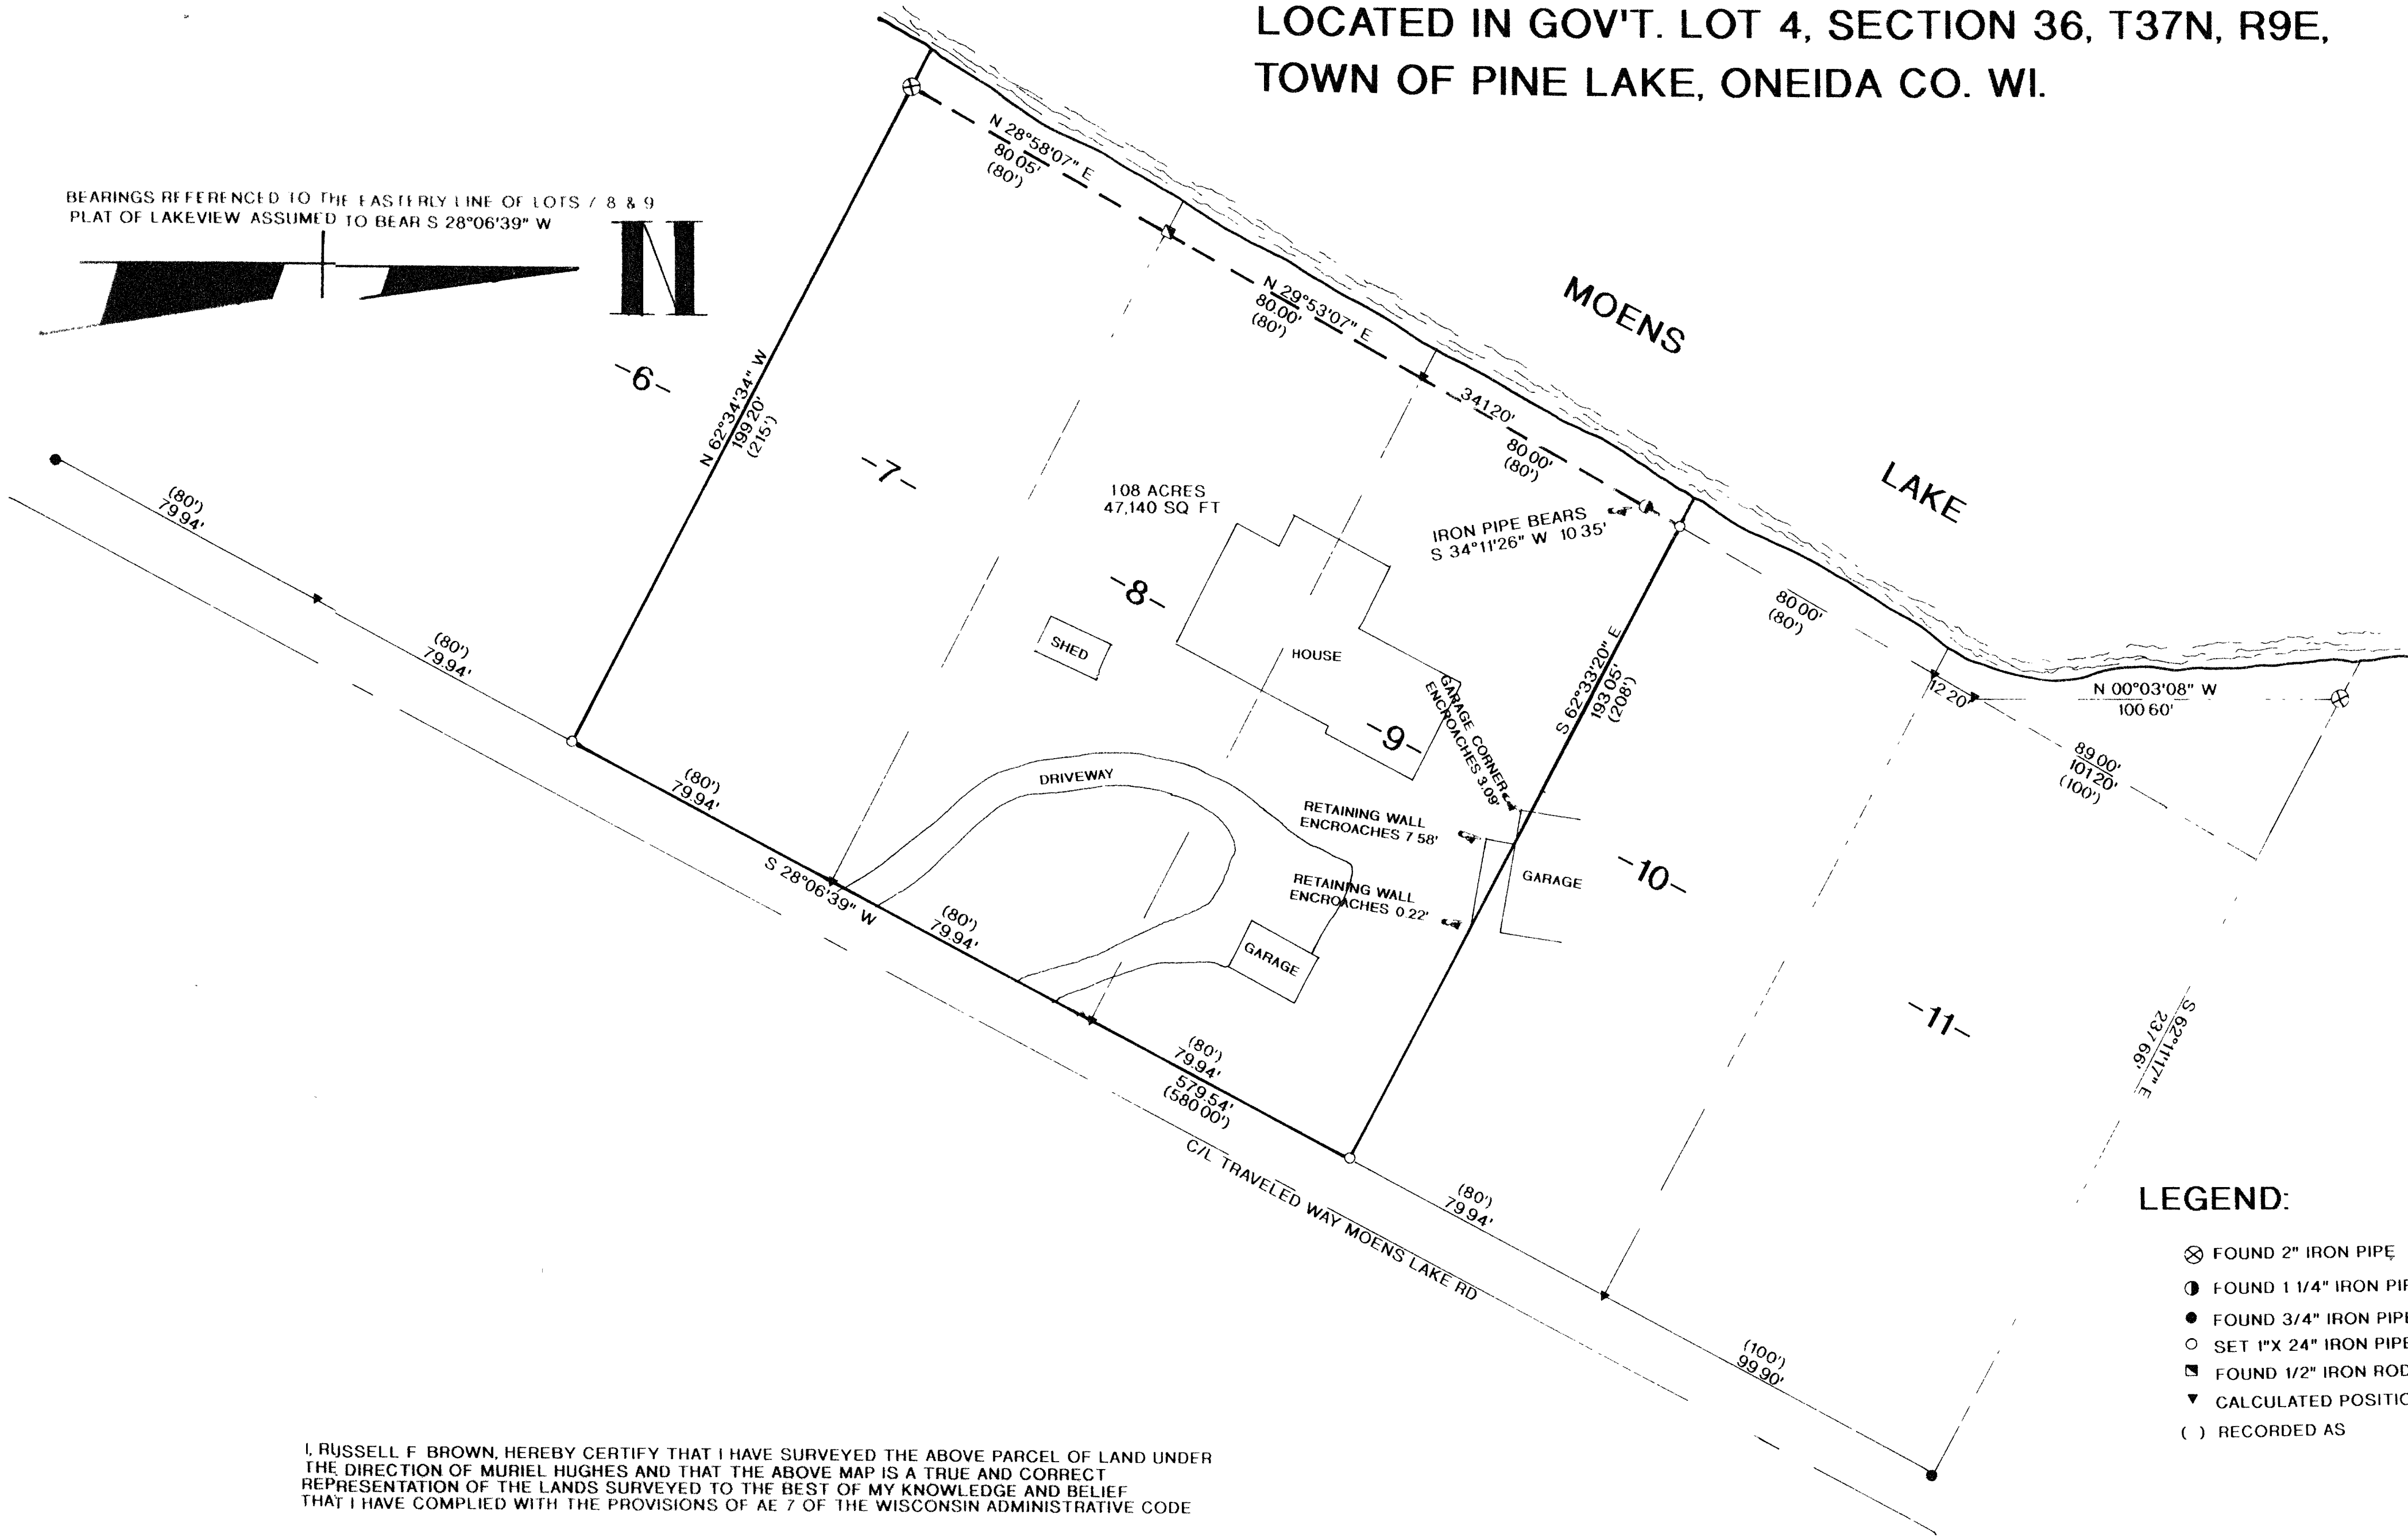 LOCATED IN GOV'T. LOT 4, SECTION 36, T37N, R9E,
TOWN OF PINE LAKE, ONEIDA CO. WI.
BEARINGS REFERENCED TO THE EASTERLY LINE OF LOTS 7 8 & 9
PLAT OF LAKEVIEW ASSUMED TO BEAR S 28°06'39" W
N
N 28°58'07" E
80 05'
(80')
N 29°53'07" E
80.00'
(80')
MOENS
LAKE
341 20'
80 00'
(80')
-6-
N 62°34'34" W
199 20'
(215')
-7-
1 08 ACRES
47,140 SQ FT
IRON PIPE BEARS
S 34°11'26" W 10 35'
-8-
SHED
HOUSE
GARAGE CORNER
ENCROACHES 3.09'
-9-
S 62°33'20" E
193 05'
(208')
80 00'
(80')
12 20'
N 00°03'08" W
100 60'
89 00'
101 20'
(100')
(80')
79.94'
(80')
79.94'
(80')
79.94'
DRIVEWAY
RETAINING WALL
ENCROACHES 7 58'
RETAINING WALL
ENCROACHES 0.22'
GARAGE
-10-
S 28°06'39" W
(80')
79.94'
GARAGE
-11-
S 62°11'17" E
237 66'
(80')
79.94'
579.54'
(580 00')
C/L TRAVELED WAY MOENS LAKE RD
(80')
79 94'
(100')
99 90'
LEGEND:
FOUND 2" IRON PIPE
FOUND 1 1/4" IRON PIP
FOUND 3/4" IRON PIPE
SET 1"X 24" IRON PIPE
FOUND 1/2" IRON ROD
CALCULATED POSITIO
( ) RECORDED AS
I, RUSSELL F BROWN, HEREBY CERTIFY THAT I HAVE SURVEYED THE ABOVE PARCEL OF LAND UNDER
THE DIRECTION OF MURIEL HUGHES AND THAT THE ABOVE MAP IS A TRUE AND CORRECT
REPRESENTATION OF THE LANDS SURVEYED TO THE BEST OF MY KNOWLEDGE AND BELIEF
THAT I HAVE COMPLIED WITH THE PROVISIONS OF AE 7 OF THE WISCONSIN ADMINISTRATIVE CODE